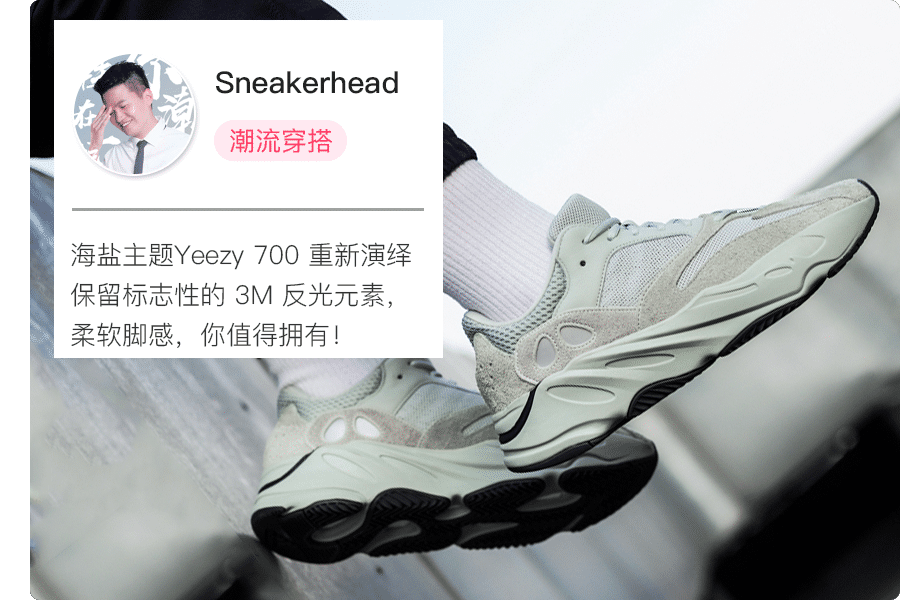 Sneakerhead
潮流穿搭
海盐主题Yeezy 700 重新演绎
保留标志性的 3M 反光元素，
柔软脚感，你值得拥有！